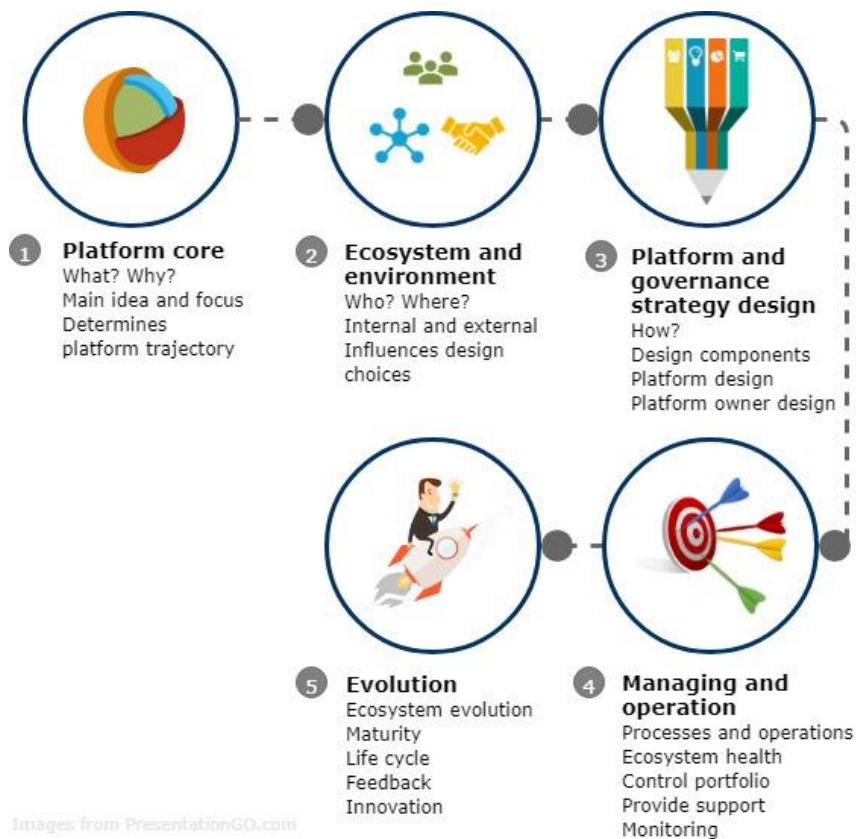 1
Platform core
What? Why?
Main idea and focus
Determines
platform trajectory
2
Ecosystem and
environment
Who? Where?
Internal and external
Influences design
choices
3
Platform and
governance
strategy design
How?
Design components
Platform design
Platform owner design
4
Managing and
operation
Processes and operations
Ecosystem health
Control portfolio
Provide support
Monitoring
5
Evolution
Ecosystem evolution
Maturity
Life cycle
Feedback
Innovation
Images from PresentationGO.com